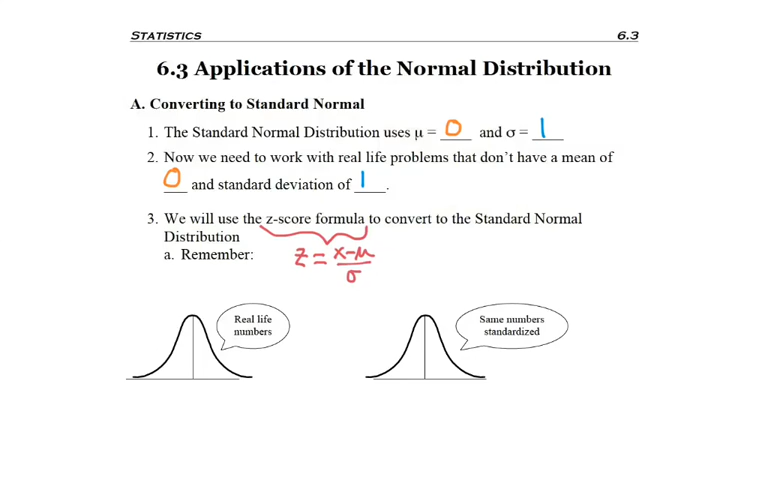 STATISTICS 6.3
6.3 Applications of the Normal Distribution
A. Converting to Standard Normal
1. The Standard Normal Distribution uses μ = 0 and σ = 1
2. Now we need to work with real life problems that don't have a mean of
0 and standard deviation of 1.
3. We will use the z-score formula to convert to the Standard Normal
Distribution
a. Remember: z = x-μ/σ
Real life
numbers
Same numbers
standardized